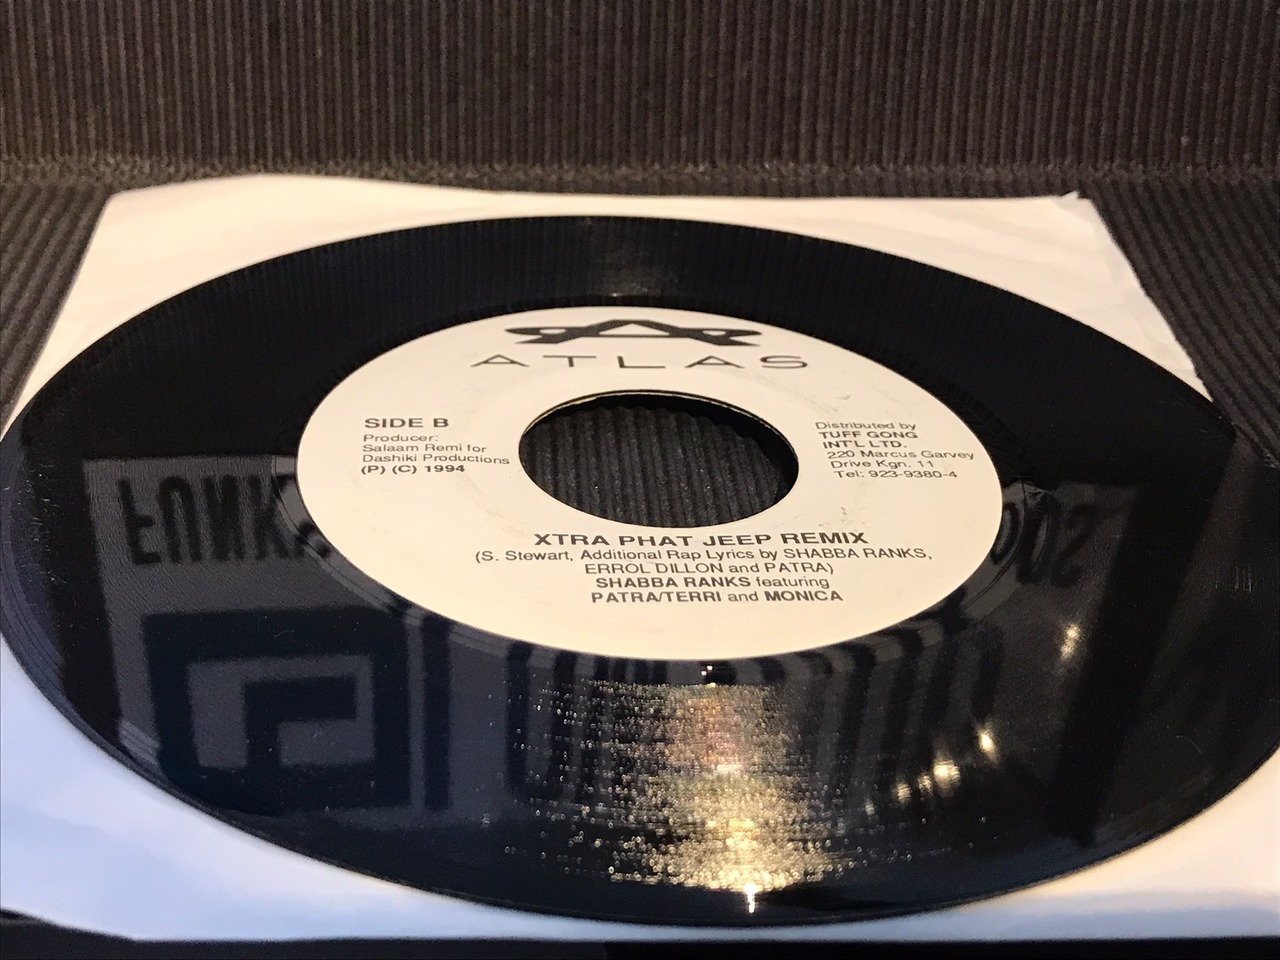 ATLAS
SIDE B
Producer:
Salaam Remi for
Dashiki Productions
(P) (C) 1994
Distributed by
TUFF GONG
INT'L LTD.
220 Marcus Garvey
Drive Kgn. 11
Tel: 923-9380-4
XTRA PHAT JEEP REMIX
(S. Stewart, Additional Rap Lyrics by SHABBA RANKS,
ERROL DILLON and PATRA)
SHABBA RANKS featuring
PATRA/TERRI and MONICA